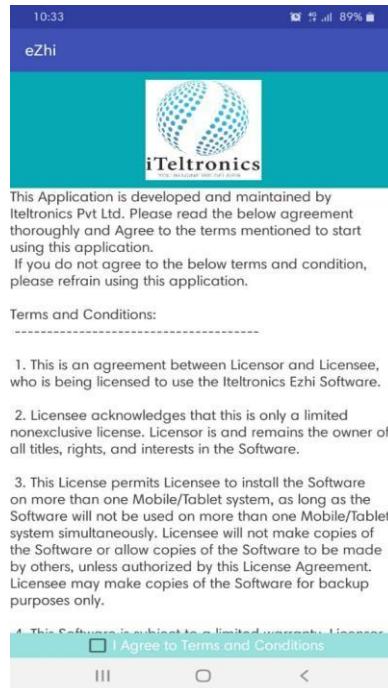 10:33
89%
eZhi
iTeltronics
This Application is developed and maintained by
Iteltronics Pvt Ltd. Please read the below agreement
thoroughly and Agree to the terms mentioned to start
using this application.
If you do not agree to the below terms and condition,
please refrain using this application.
Terms and Conditions:
--------------------------------------
1. This is an agreement between Licensor and Licensee,
who is being licensed to use the Iteltronics Ezhi Software.
2. Licensee acknowledges that this is only a limited
nonexclusive license. Licensor is and remains the owner of
all titles, rights, and interests in the Software.
3. This License permits Licensee to install the Software
on more than one Mobile/Tablet system, as long as the
Software will not be used on more than one Mobile/Tablet
system simultaneously. Licensee will not make copies of
the Software or allow copies of the Software to be made
by others, unless authorized by this License Agreement.
Licensee may make copies of the Software for backup
purposes only.
4. This Software is subject to a limited warranty. Licensor
I Agree to Terms and Conditions